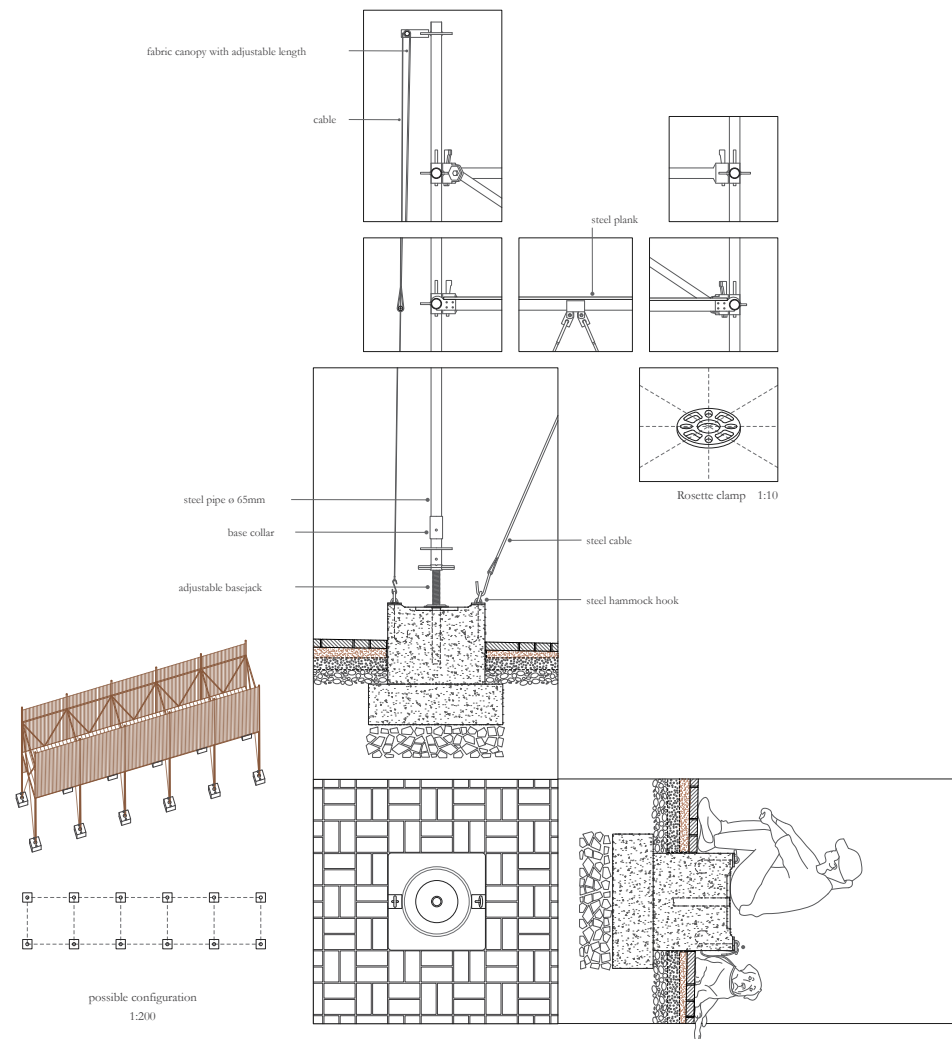 fabric canopy with adjustable length
cable
steel plank
Rosette clamp 1:10
steel pipe ø 65mm
base collar
steel cable
adjustable basejack
steel hammock hook
possible configuration
1:200